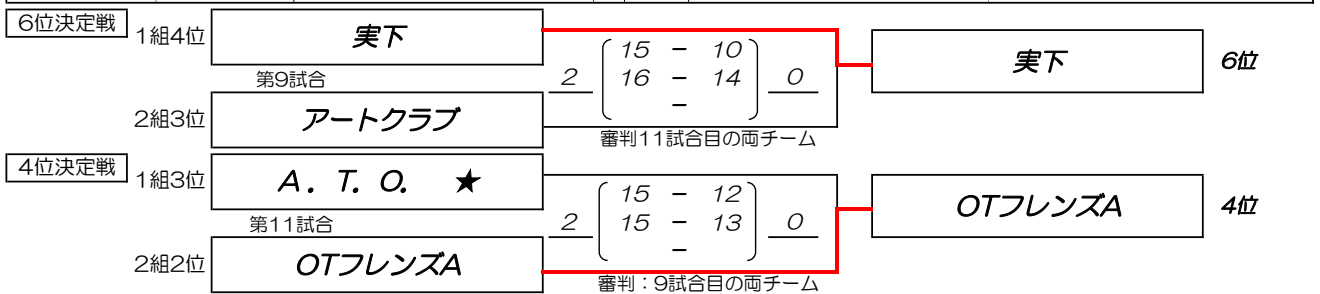 6位決定戦
1組4位 実下
第9試合
2 15 - 10 0
16 - 14
-
2組3位 アートクラブ
審判11試合目の両チーム
実下 6位
4位決定戦
1組3位 A．T．O． ★
第11試合
2 15 - 12 0
15 - 13
-
2組2位 OTフレンズA
審判：9試合目の両チーム
OTフレンズA 4位